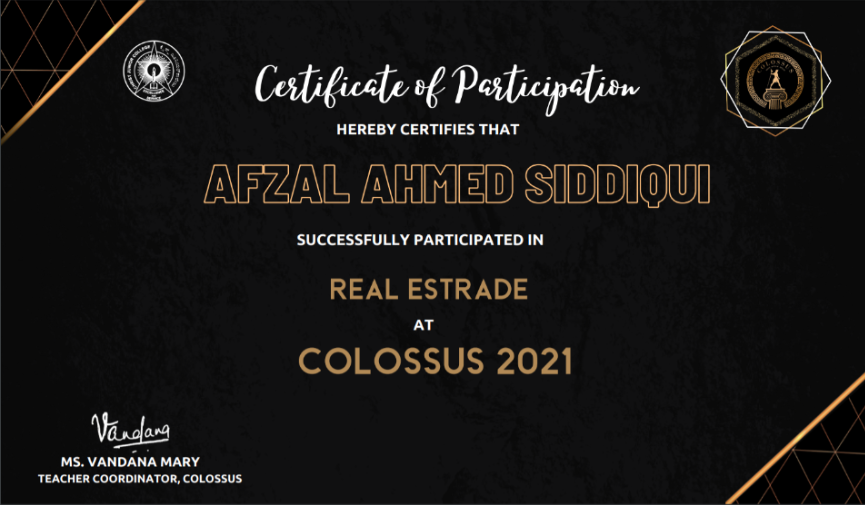 Certificate of Participation
COLOSSUS
HEREBY CERTIFIES THAT
AFZAL AHMED SIDDIQUI
SUCCESSFULLY PARTICIPATED IN
REAL ESTRADE
AT
COLOSSUS 2021
Vandana
MS. VANDANA MARY
TEACHER COORDINATOR, COLOSSUS